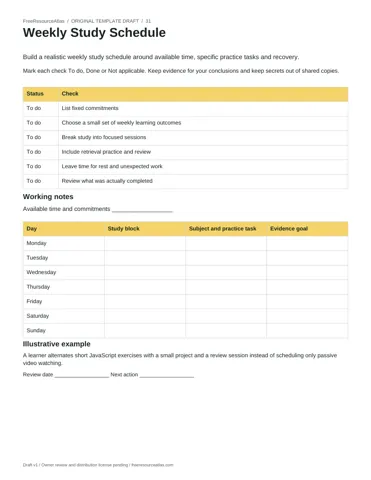 FreeResourceAtlas / ORIGINAL TEMPLATE DRAFT / 31
Weekly Study Schedule
Build a realistic weekly study schedule around available time, specific practice tasks and recovery.
Mark each check To do, Done or Not applicable. Keep evidence for your conclusions and keep secrets out of shared copies.
Status Check
To do List fixed commitments
To do Choose a small set of weekly learning outcomes
To do Break study into focused sessions
To do Include retrieval practice and review
To do Leave time for rest and unexpected work
To do Review what was actually completed
Working notes
Available time and commitments ___________________
Day Study block Subject and practice task Evidence goal
Monday
Tuesday
Wednesday
Thursday
Friday
Saturday
Sunday
Illustrative example
A learner alternates short JavaScript exercises with a small project and a review session instead of scheduling only passive
video watching.
Review date ___________________ Next action ___________________
Draft v1 / Owner review and distribution license pending / freeresourceatlas.com